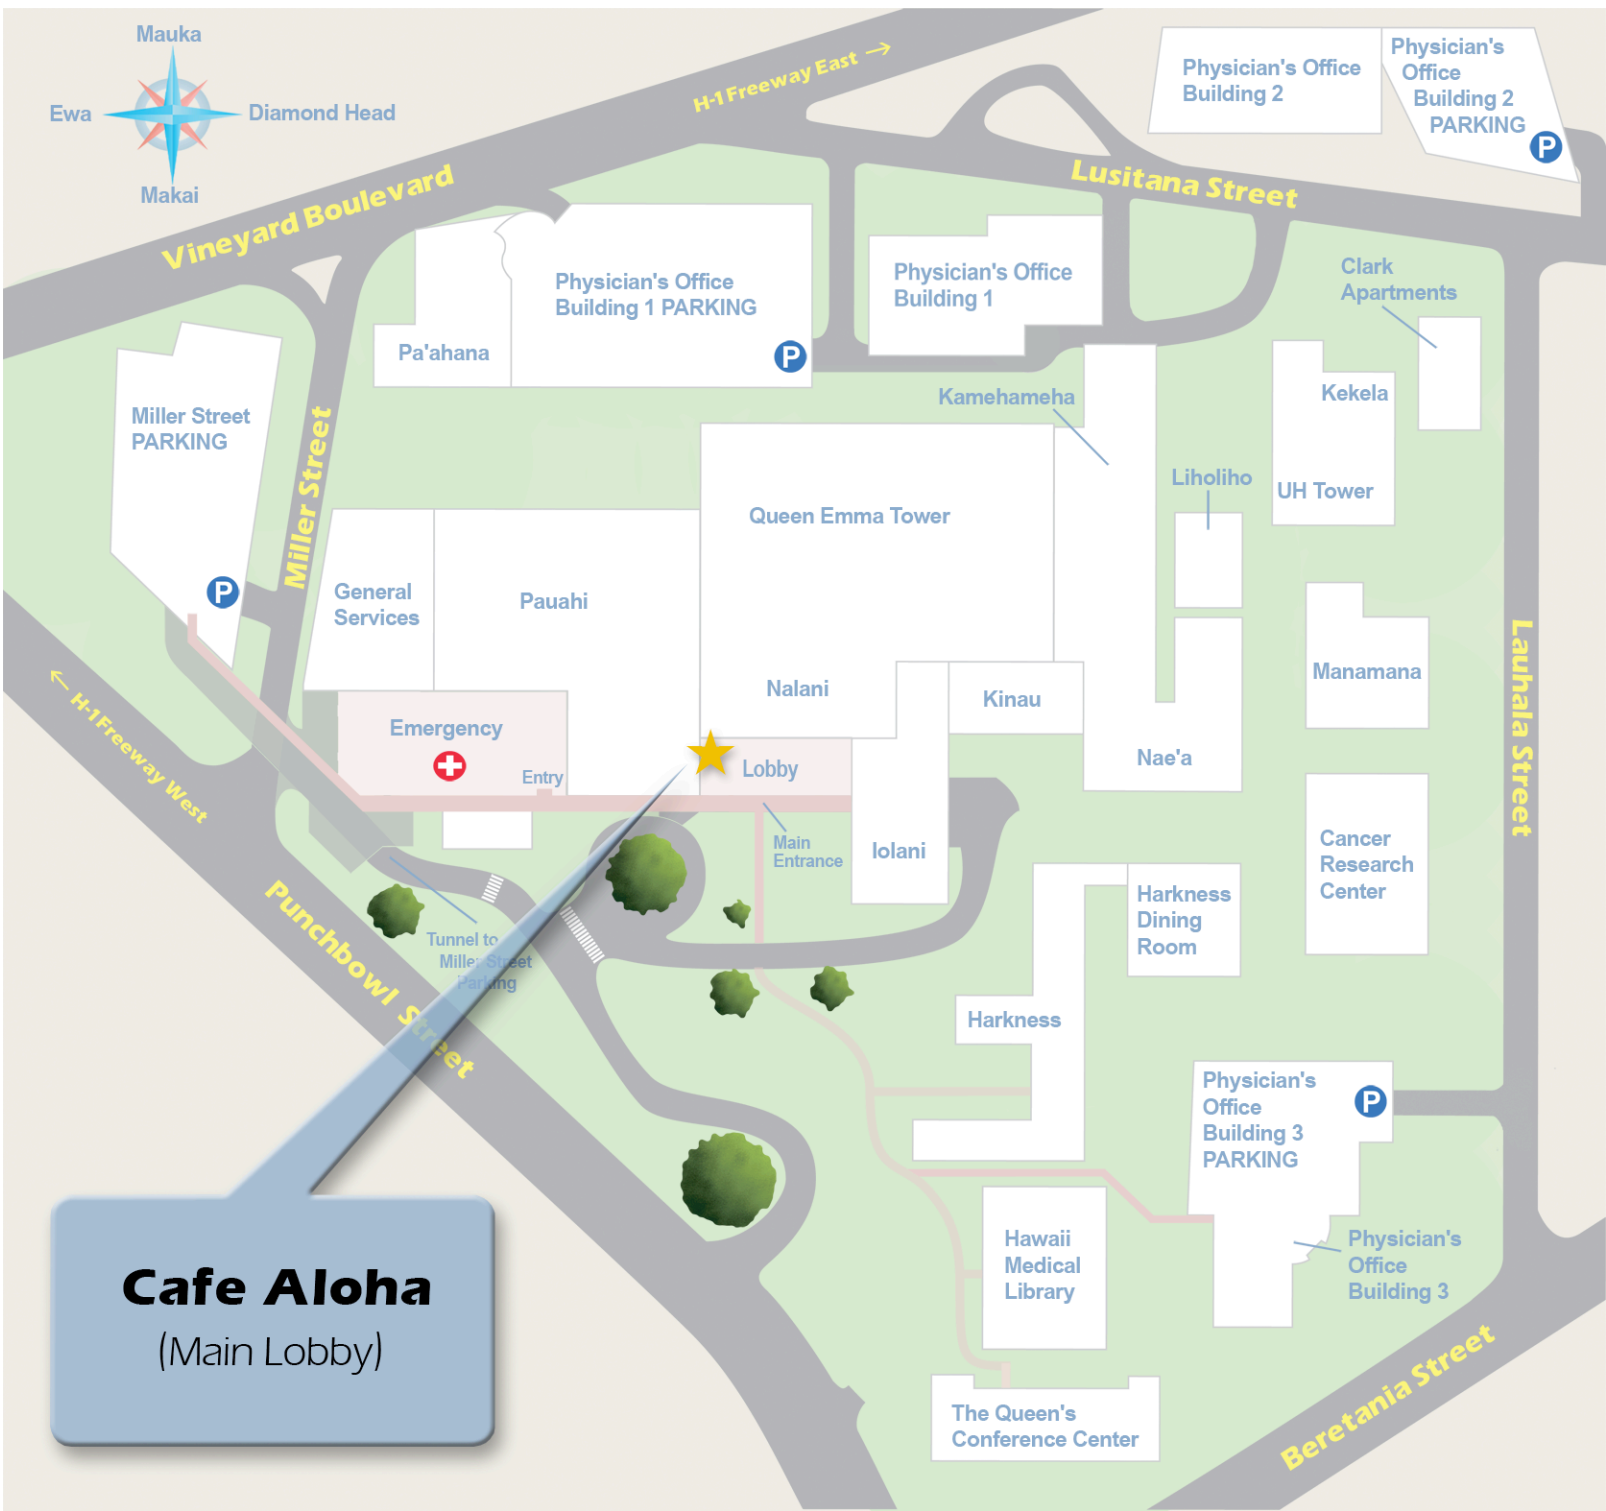 Mauka
Ewa
Diamond Head
Makai
H-1 Freeway East →
Vineyard Boulevard
Lusitana Street
Physician's Office
Building 2
Physician's
Office
Building 2
PARKING
P
Physician's Office
Building 1 PARKING
P
Pa'ahana
Physician's Office
Building 1
Clark
Apartments
Miller Street
PARKING
P
Miller Street
Kamehameha
Kekela
UH Tower
Liholiho
Queen Emma Tower
General
Services
Pauahi
Nalani
Kinau
Nae'a
Manamana
Lauhala Street
← H-1 Freeway West
Emergency
Entry
Lobby
Main
Entrance
Iolani
Cancer
Research
Center
Harkness
Dining
Room
Harkness
Tunnel to
Miller Street
Parking
Punchbowl Street
Physician's
Office
Building 3
PARKING
P
Physician's
Office
Building 3
Hawaii
Medical
Library
The Queen's
Conference Center
Beretania Street
Cafe Aloha
(Main Lobby)